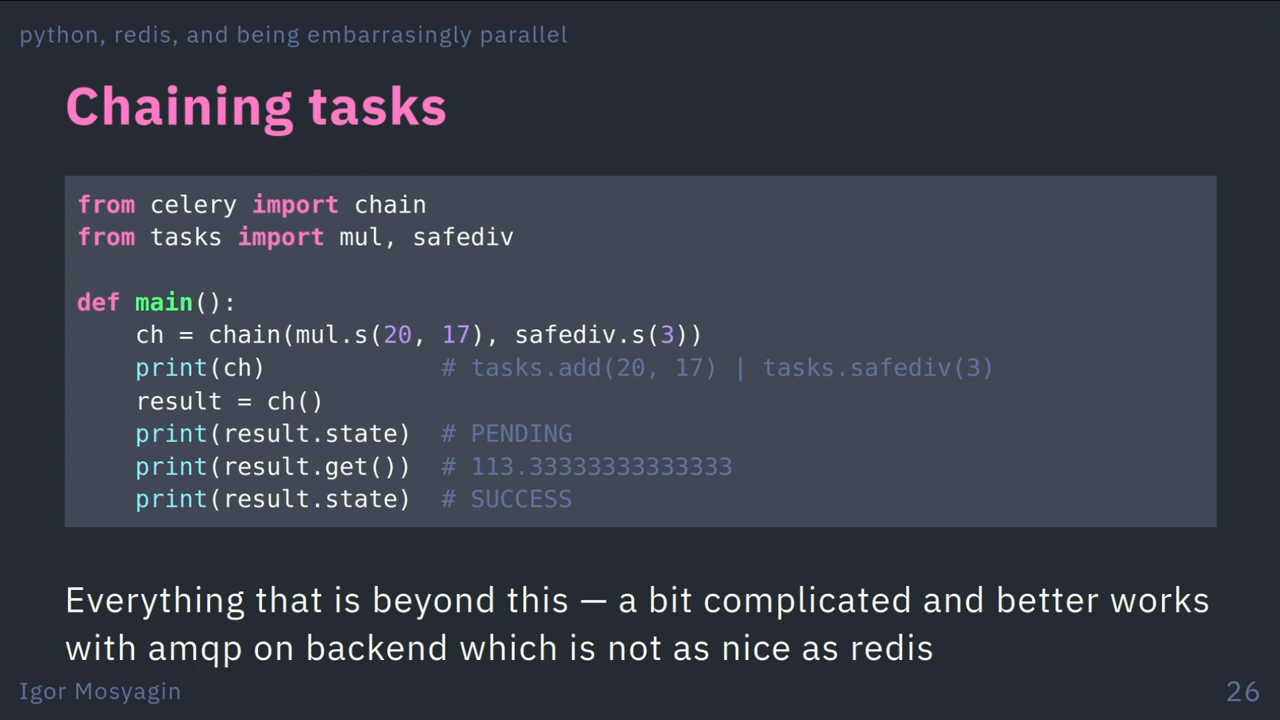 python, redis, and being embarrasingly parallel
Chaining tasks
from celery import chain
from tasks import mul, safediv
def main():
    ch = chain(mul.s(20, 17), safediv.s(3))
    print(ch)            # tasks.add(20, 17) | tasks.safediv(3)
    result = ch()
    print(result.state)  # PENDING
    print(result.get())  # 113.33333333333333
    print(result.state)  # SUCCESS
Everything that is beyond this — a bit complicated and better works
with amqp on backend which is not as nice as redis
Igor Mosyagin
26